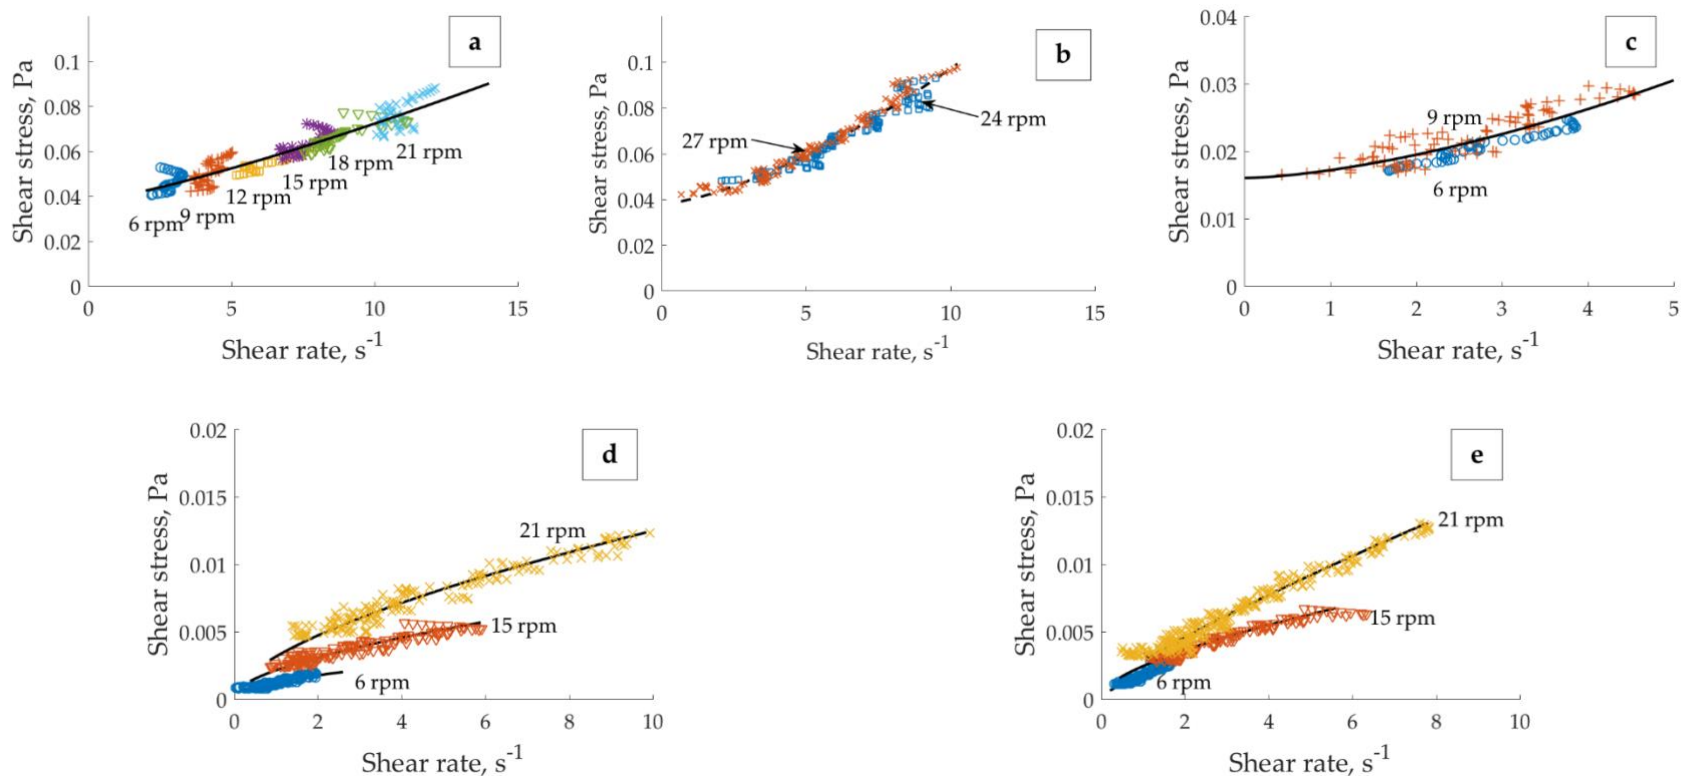 a
Shear stress, Pa
0.1
0.08
0.06
0.04
0.02
0
0
5
10
15
6 rpm
9 rpm
12 rpm
15 rpm
18 rpm
21 rpm
Shear rate, s-1
b
Shear stress, Pa
0.1
0.08
0.06
0.04
0.02
0
0
5
10
15
27 rpm
24 rpm
Shear rate, s-1
c
Shear stress, Pa
0.04
0.03
0.02
0.01
0
0
1
2
3
4
5
9 rpm
6 rpm
Shear rate, s-1
d
Shear stress, Pa
0.02
0.015
0.01
0.005
0
0
2
4
6
8
10
21 rpm
15 rpm
6 rpm
Shear rate, s-1
e
Shear stress, Pa
0.02
0.015
0.01
0.005
0
0
2
4
6
8
10
21 rpm
15 rpm
6 rpm
Shear rate, s-1